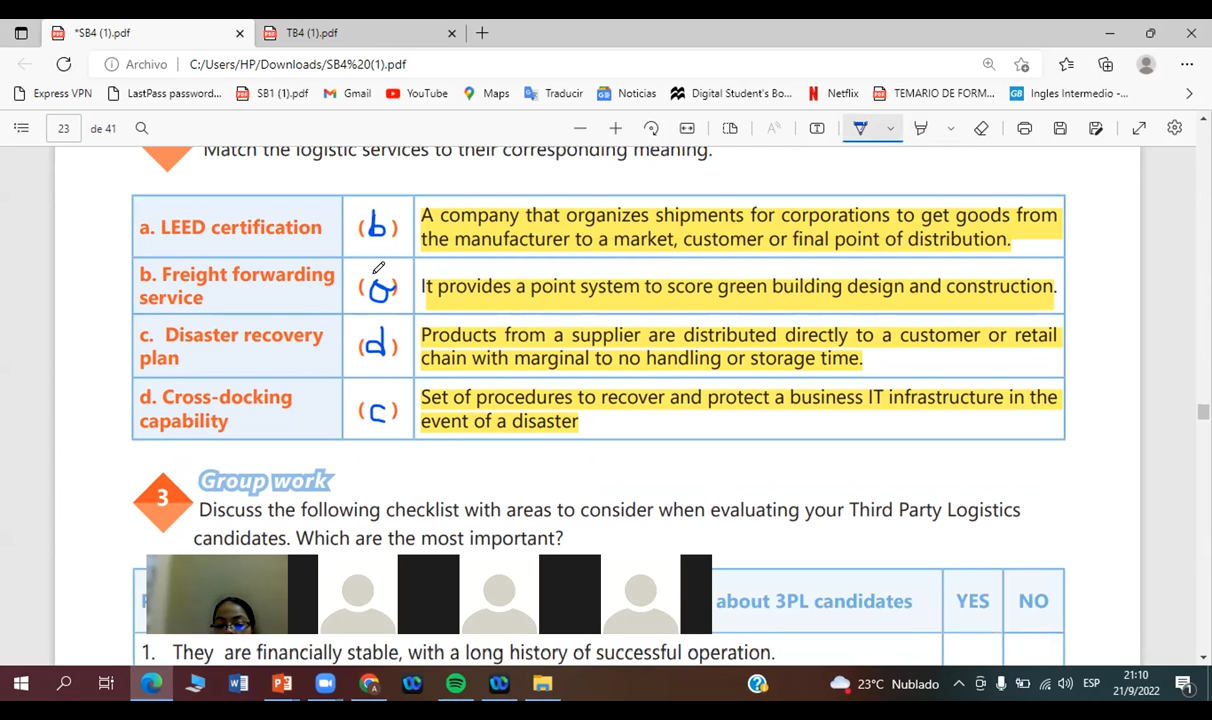 *SB4 (1).pdf
TB4 (1).pdf
Archivo
C:/Users/HP/Downloads/SB4%20(1).pdf
Express VPN
LastPass password...
SB1 (1).pdf
Gmail
YouTube
Maps
Traducir
Noticias
Digital Student's Bo...
Netflix
TEMARIO DE FORM...
Ingles Intermedio -...
23
de 41
Match the logistic services to their corresponding meaning.
a. LEED certification
(b)
A company that organizes shipments for corporations to get goods from
the manufacturer to a market, customer or final point of distribution.
b. Freight forwarding
service
(a)
It provides a point system to score green building design and construction.
c. Disaster recovery
plan
(d)
Products from a supplier are distributed directly to a customer or retail
chain with marginal to no handling or storage time.
d. Cross-docking
capability
(c)
Set of procedures to recover and protect a business IT infrastructure in the
event of a disaster
3
Group work
Discuss the following checklist with areas to consider when evaluating your Third Party Logistics
candidates. Which are the most important?
about 3PL candidates
YES
NO
1. They are financially stable, with a long history of successful operation.
23°C Nublado
ESP
21:10
21/9/2022